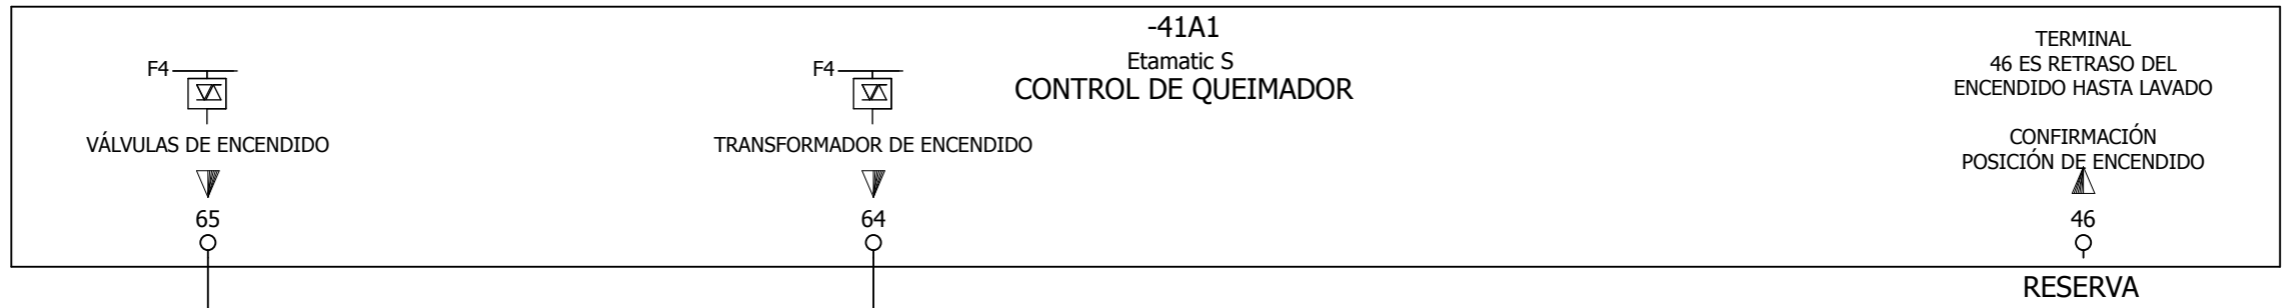 -41A1
Etamatic S
CONTROL DE QUEIMADOR
F4
VÁLVULAS DE ENCENDIDO
65
F4
TRANSFORMADOR DE ENCENDIDO
64
TERMINAL
46 ES RETRASO DEL
ENCENDIDO HASTA LAVADO
CONFIRMACIÓN
POSICIÓN DE ENCENDIDO
46
RESERVA